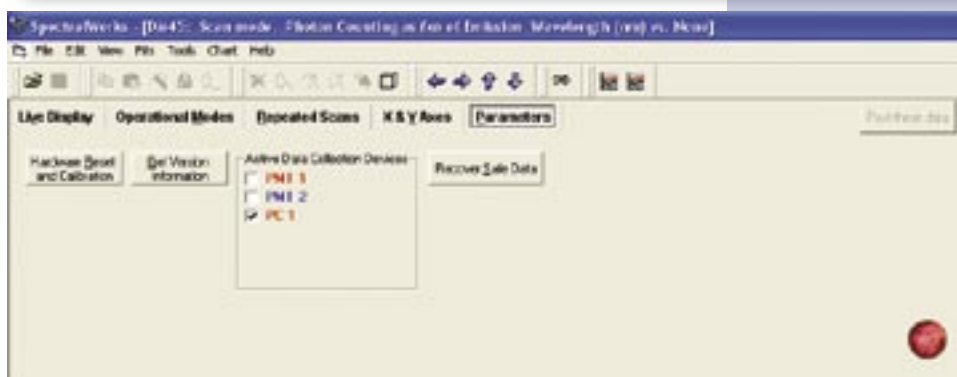 SpectraWorks - [Dio45: Scan mode Photon Counting as fxn of Emission Wavelength (nm) vs. None]
File Edit View Plts Tools Chart Help
Live Display Operational Modes Repeated Scans X & Y Axes Parameters
Hardware Reset and Calibration
Get Version Information
Active Data Collection Devices
PMT 1
PMT 2
PC 1
Recover Safe Data